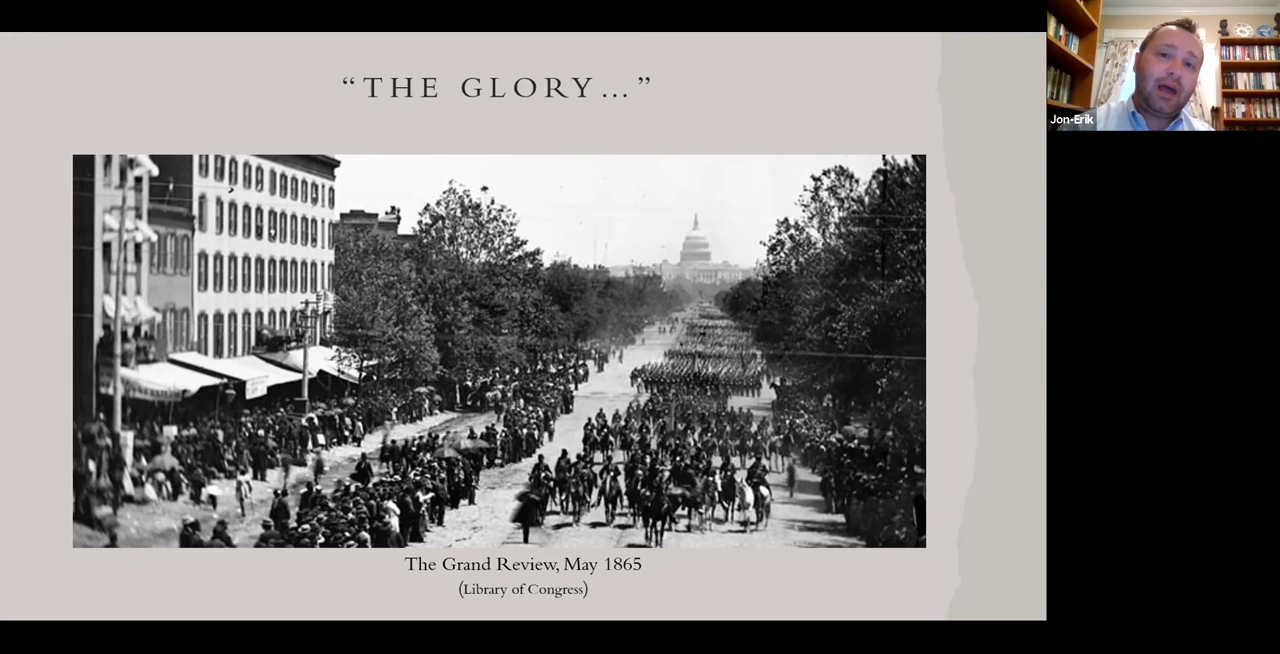 “THE GLORY…”
The Grand Review, May 1865
(Library of Congress)
Jon-Erik